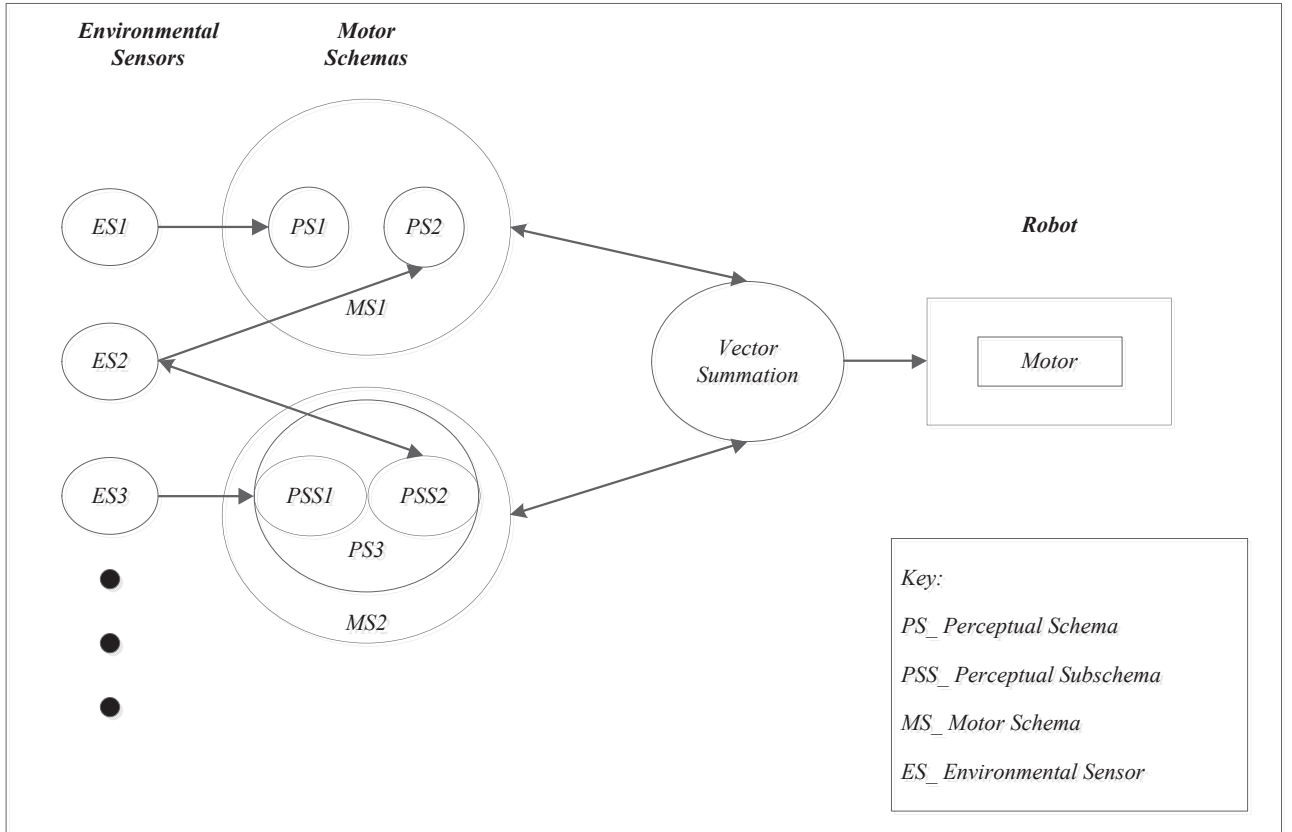 Environmental
Sensors
Motor
Schemas
ES1
PS1
PS2
MS1
ES2
ES3
PSS1
PSS2
PS3
MS2
Vector
Summation
Robot
Motor
Key:
PS_ Perceptual Schema
PSS_ Perceptual Subschema
MS_ Motor Schema
ES_ Environmental Sensor